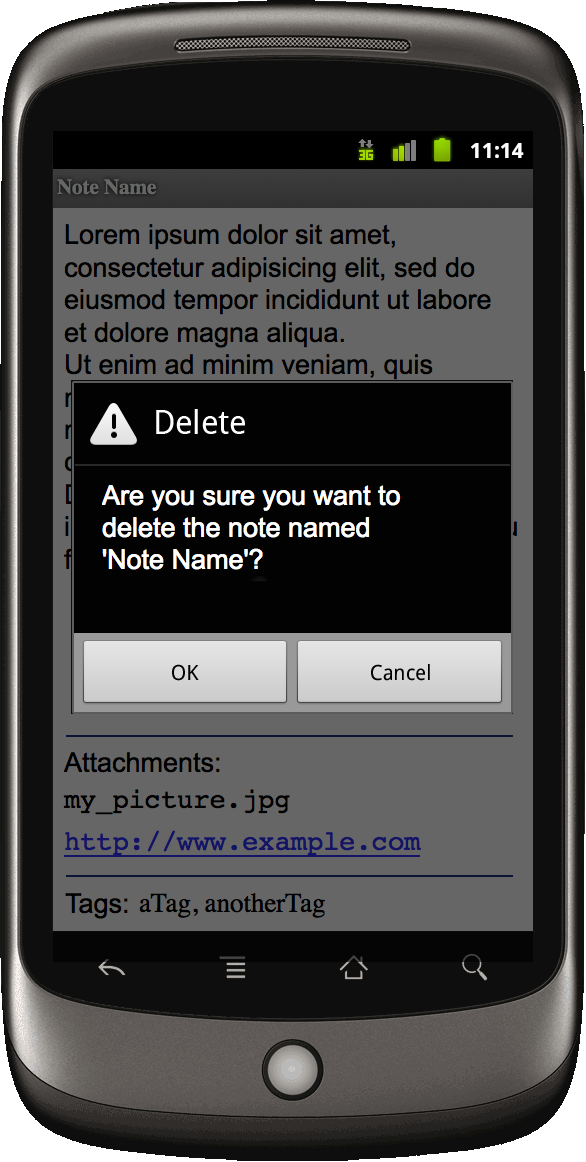 3G 11:14
Note Name
Lorem ipsum dolor sit amet,
consectetur adipisicing elit, sed do
eiusmod tempor incididunt ut labore
et dolore magna aliqua.
Ut enim ad minim veniam, quis
Delete
Are you sure you want to
delete the note named
'Note Name'?
OK Cancel
Attachments:
my_picture.jpg
http://www.example.com
Tags: aTag, anotherTag